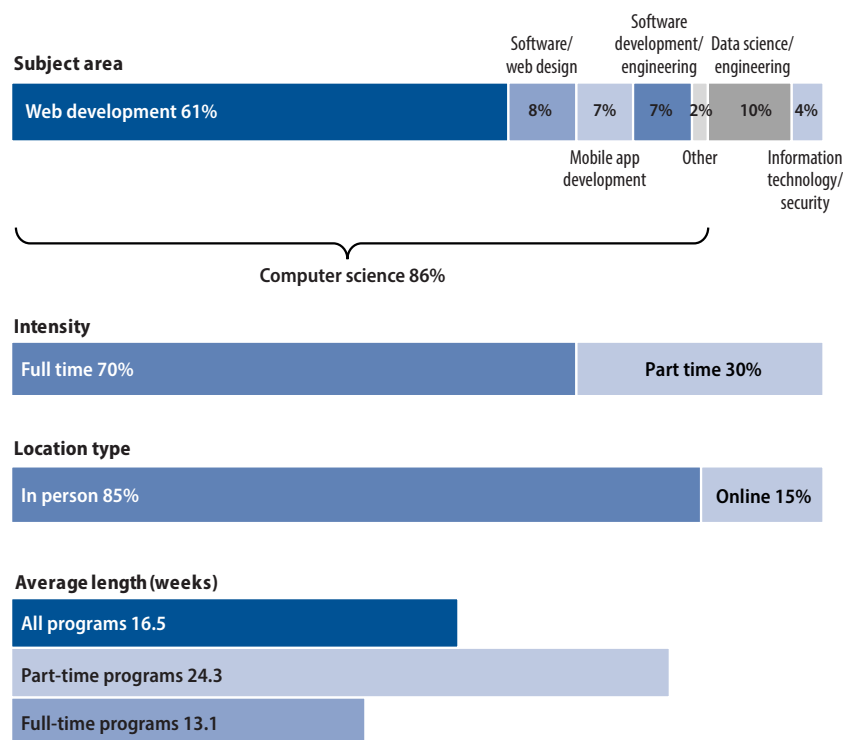 Subject area
Software/
web design
Software
development/
engineering
Data science/
engineering
Web development 61%
8%
7%
7%
2%
10%
4%
Mobile app
development
Other
Information
technology/
security
Computer science 86%
Intensity
Full time 70%
Part time 30%
Location type
In person 85%
Online 15%
Average length (weeks)
All programs 16.5
Part-time programs 24.3
Full-time programs 13.1